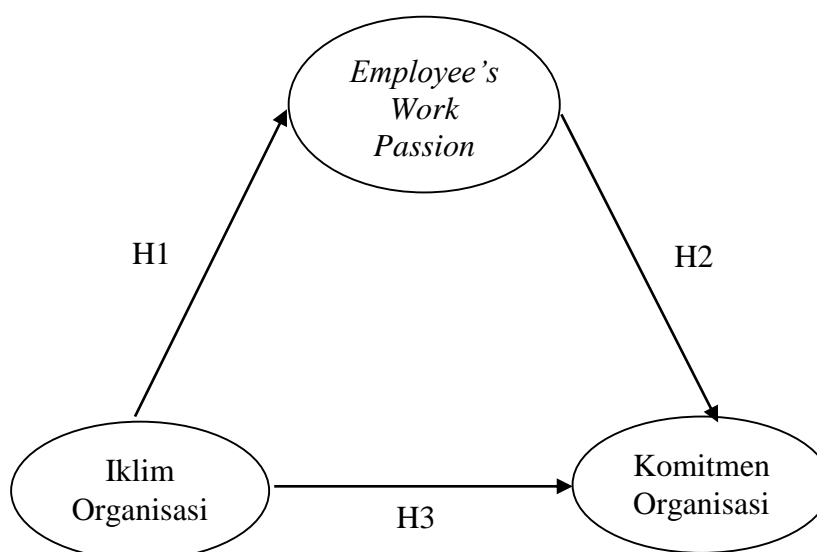 Employee’s
Work
Passion
H1
H2
Iklim
Organisasi
Komitmen
Organisasi
H3